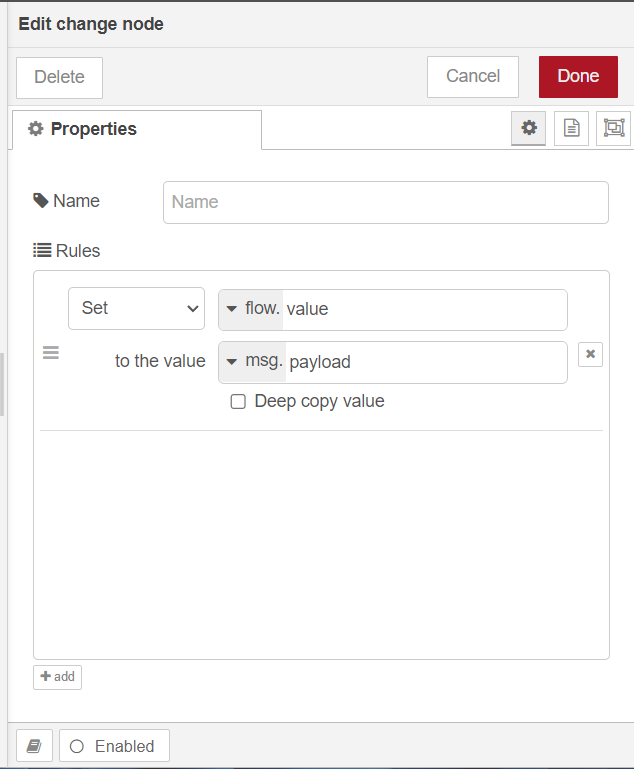 Edit change node
Delete
Cancel
Done
Properties
Name
Name
Rules
Set
flow. value
to the value
msg. payload
Deep copy value
add
Enabled